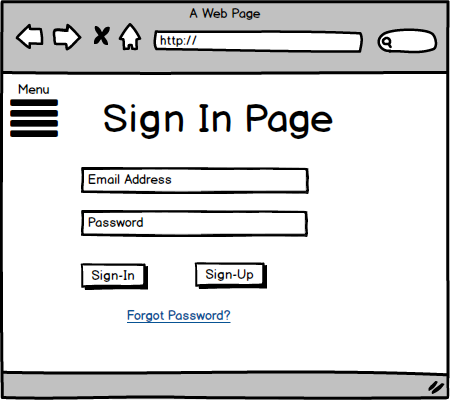 A Web Page
http://
Menu
Sign In Page
Email Address
Password
Sign-In
Sign-Up
Forgot Password?